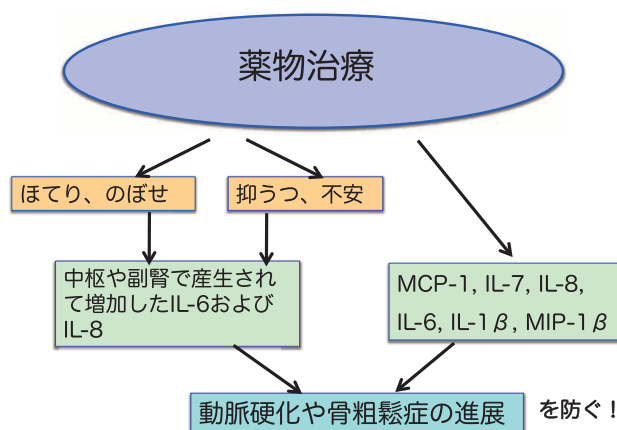 薬物治療
ほてり、のぼせ
抑うつ、不安
中枢や副腎で産生され
て増加したIL-6および
IL-8
MCP-1, IL-7, IL-8,
IL-6, IL-1β, MIP-1β
動脈硬化や骨粗鬆症の進展
を防ぐ！